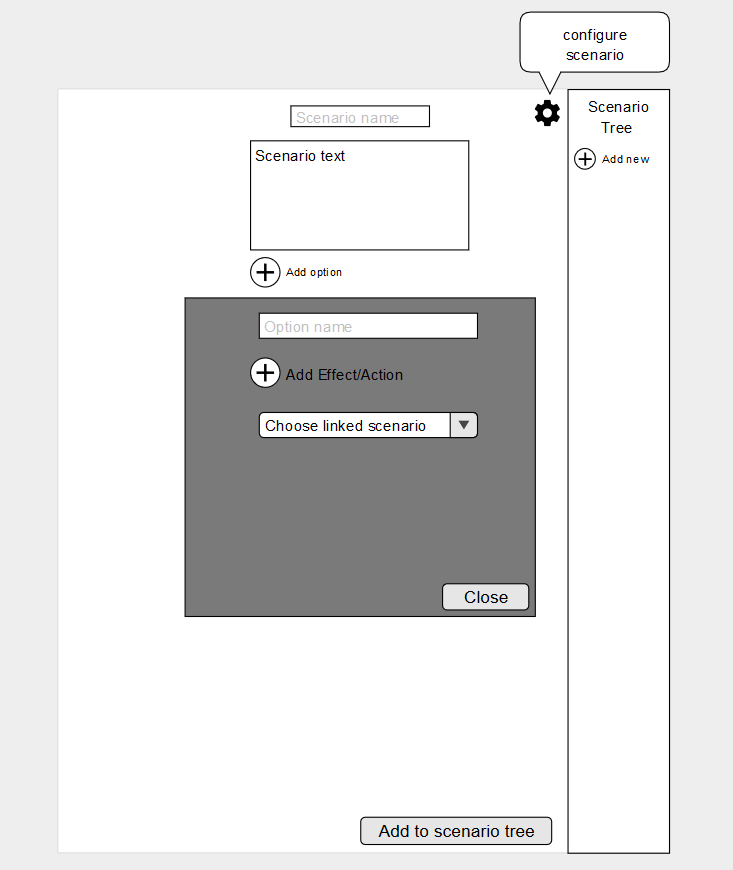 configure
scenario
Scenario name
Scenario
Tree
Scenario text
Add new
Add option
Option name
Add Effect/Action
Choose linked scenario
Close
Add to scenario tree